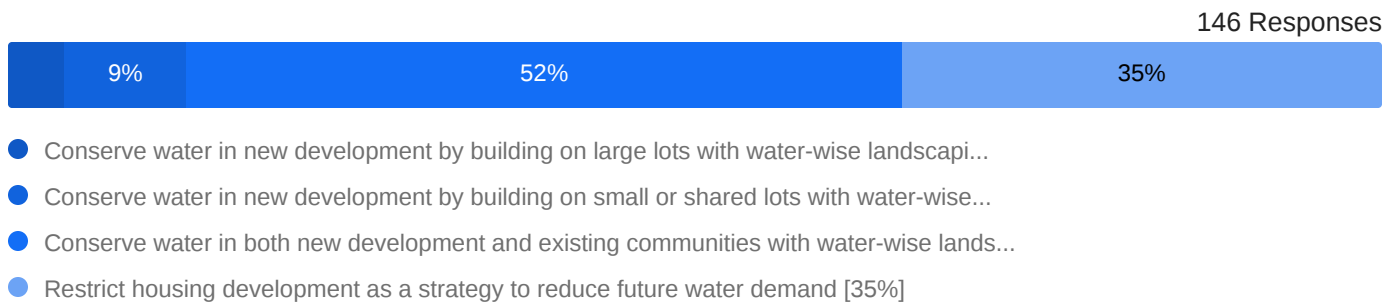 146 Responses
9% 52% 35%
Conserve water in new development by building on large lots with water-wise landscapi...
Conserve water in new development by building on small or shared lots with water-wise...
Conserve water in both new development and existing communities with water-wise lands...
Restrict housing development as a strategy to reduce future water demand [35%]